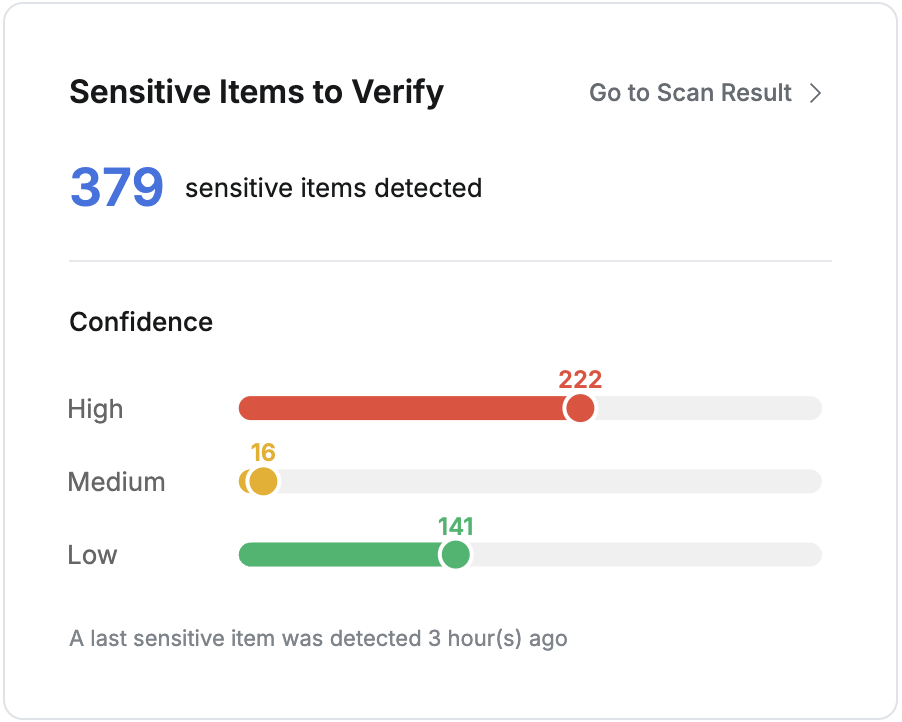 Sensitive Items to Verify
Go to Scan Result
379 sensitive items detected
Confidence
222
High
16
Medium
141
Low
A last sensitive item was detected 3 hour(s) ago